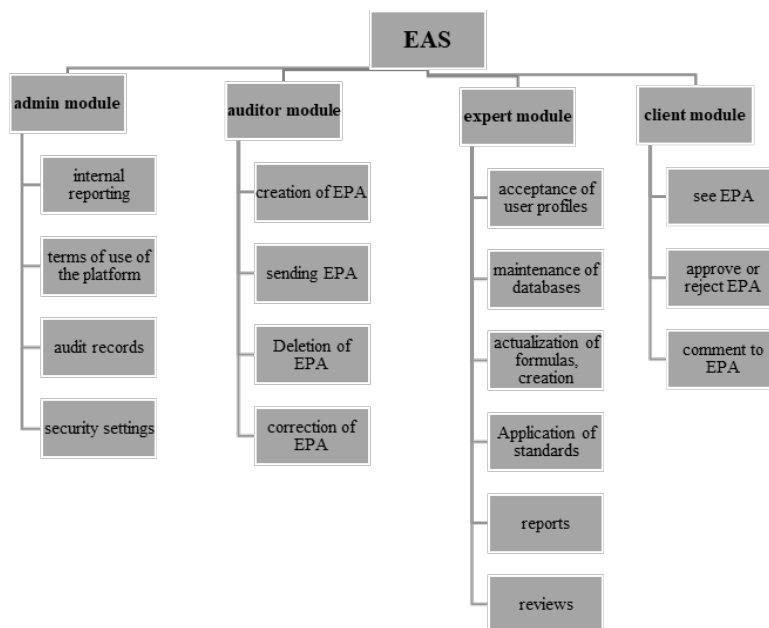 EAS
admin module
internal
reporting
terms of use of
the platform
audit records
security settings
auditor module
creation of EPA
sending EPA
Deletion of
EPA
correction of
EPA
expert module
acceptance of
user profiles
maintenance of
databases
actualization of
formulas,
creation
Application of
standards
reports
reviews
client module
see EPA
approve or
reject EPA
comment to
EPA